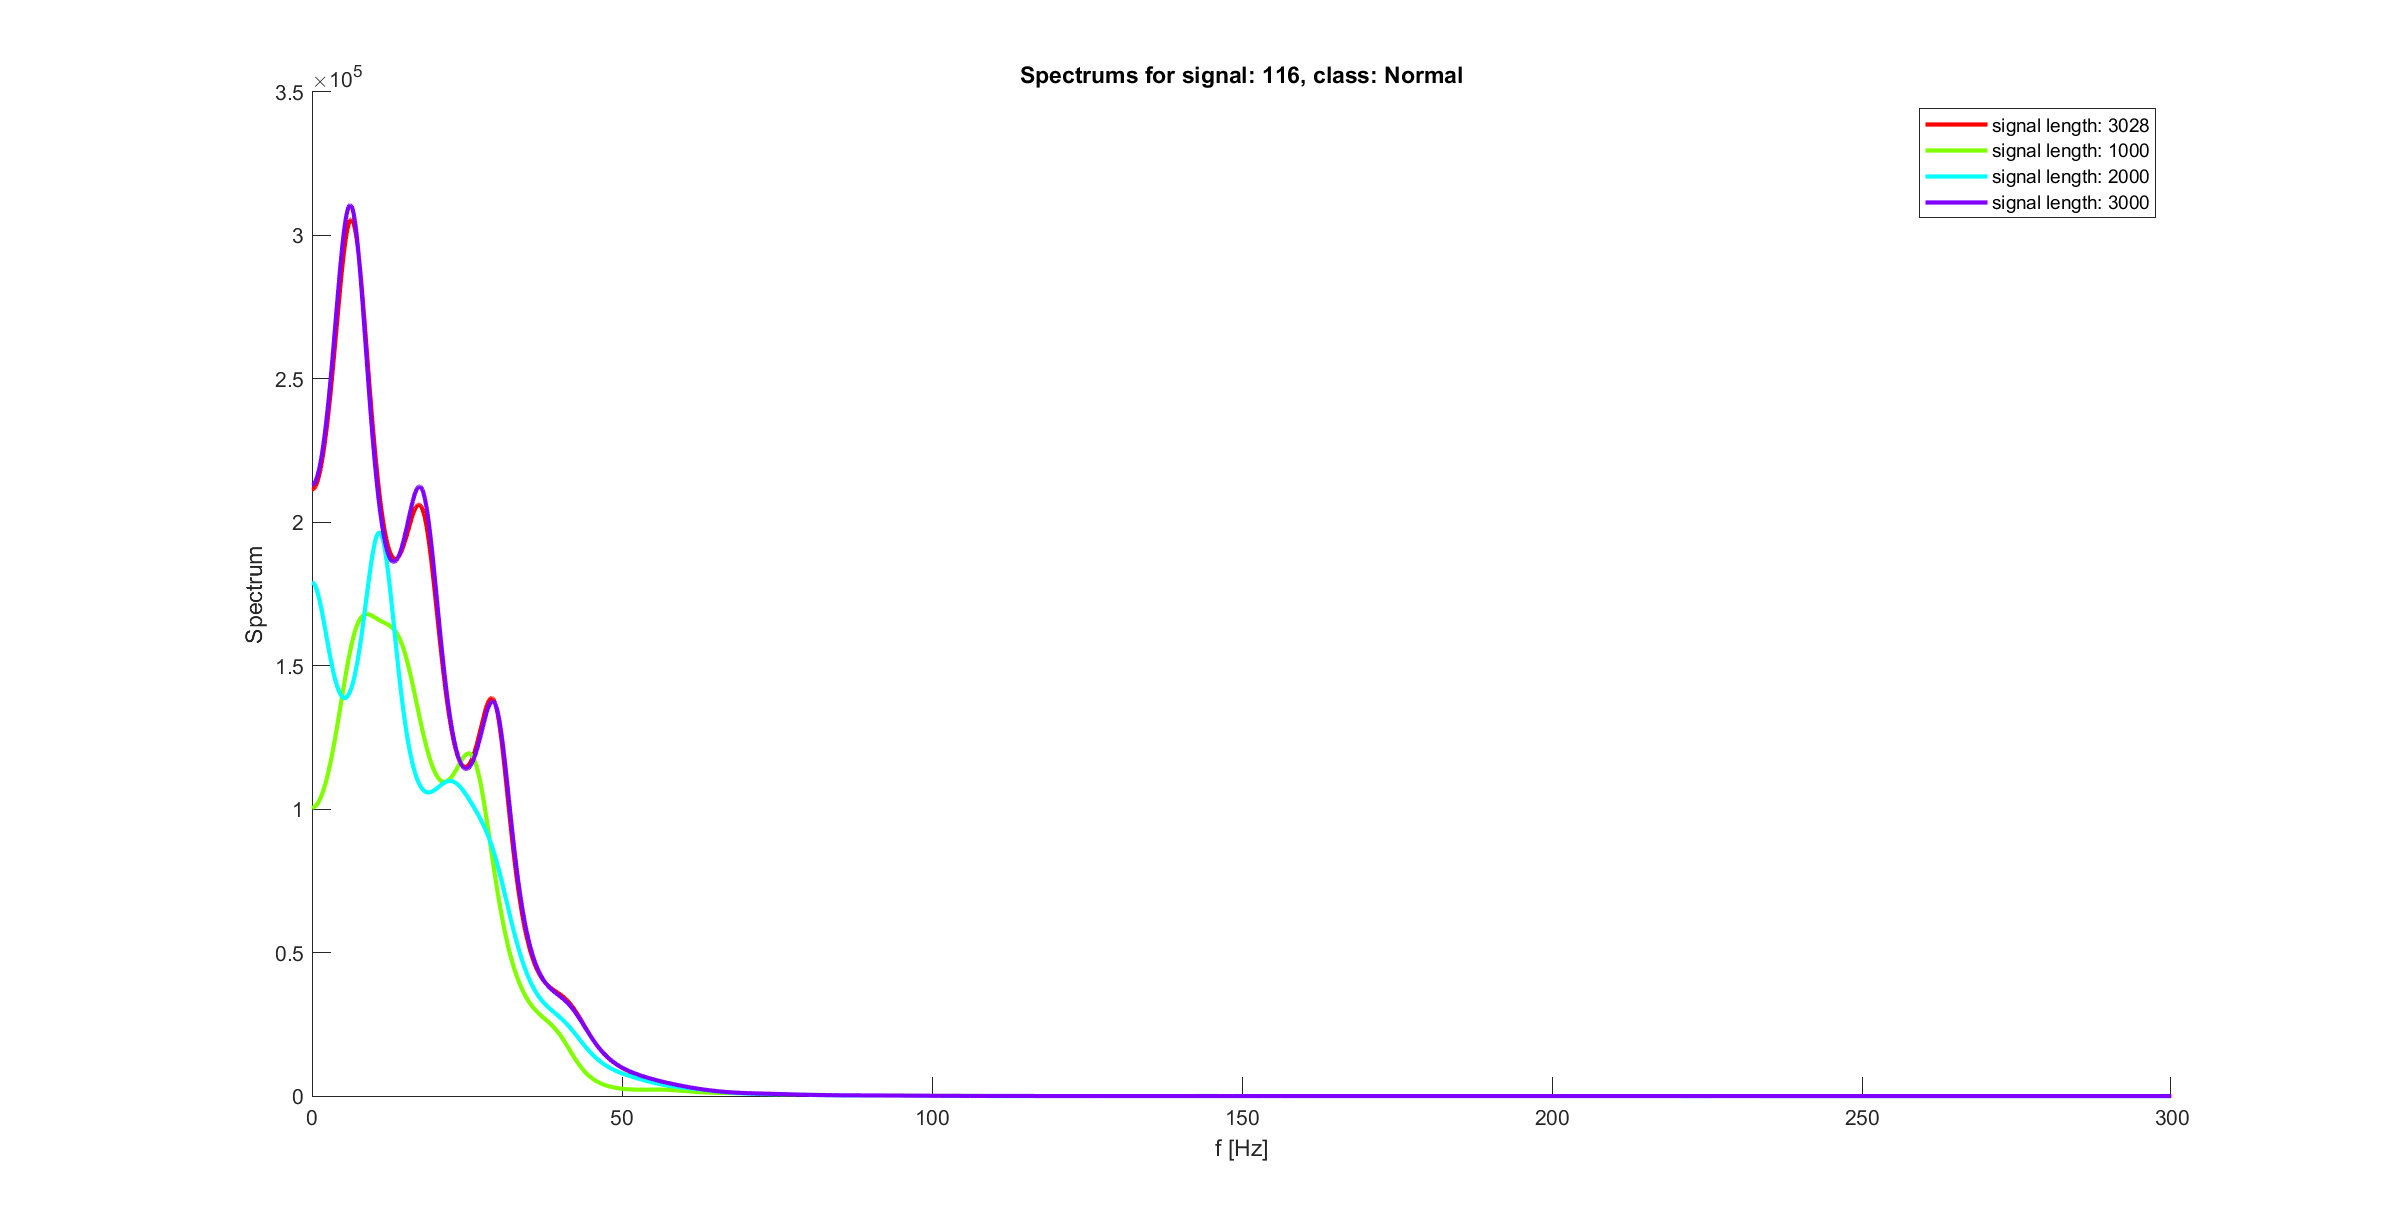 Spectrums for signal: 116, class: Normal
×10^5
3.5
3
2.5
2
1.5
1
0.5
0
Spectrum
signal length: 3028
signal length: 1000
signal length: 2000
signal length: 3000
0 50 100 150 200 250 300
f [Hz]